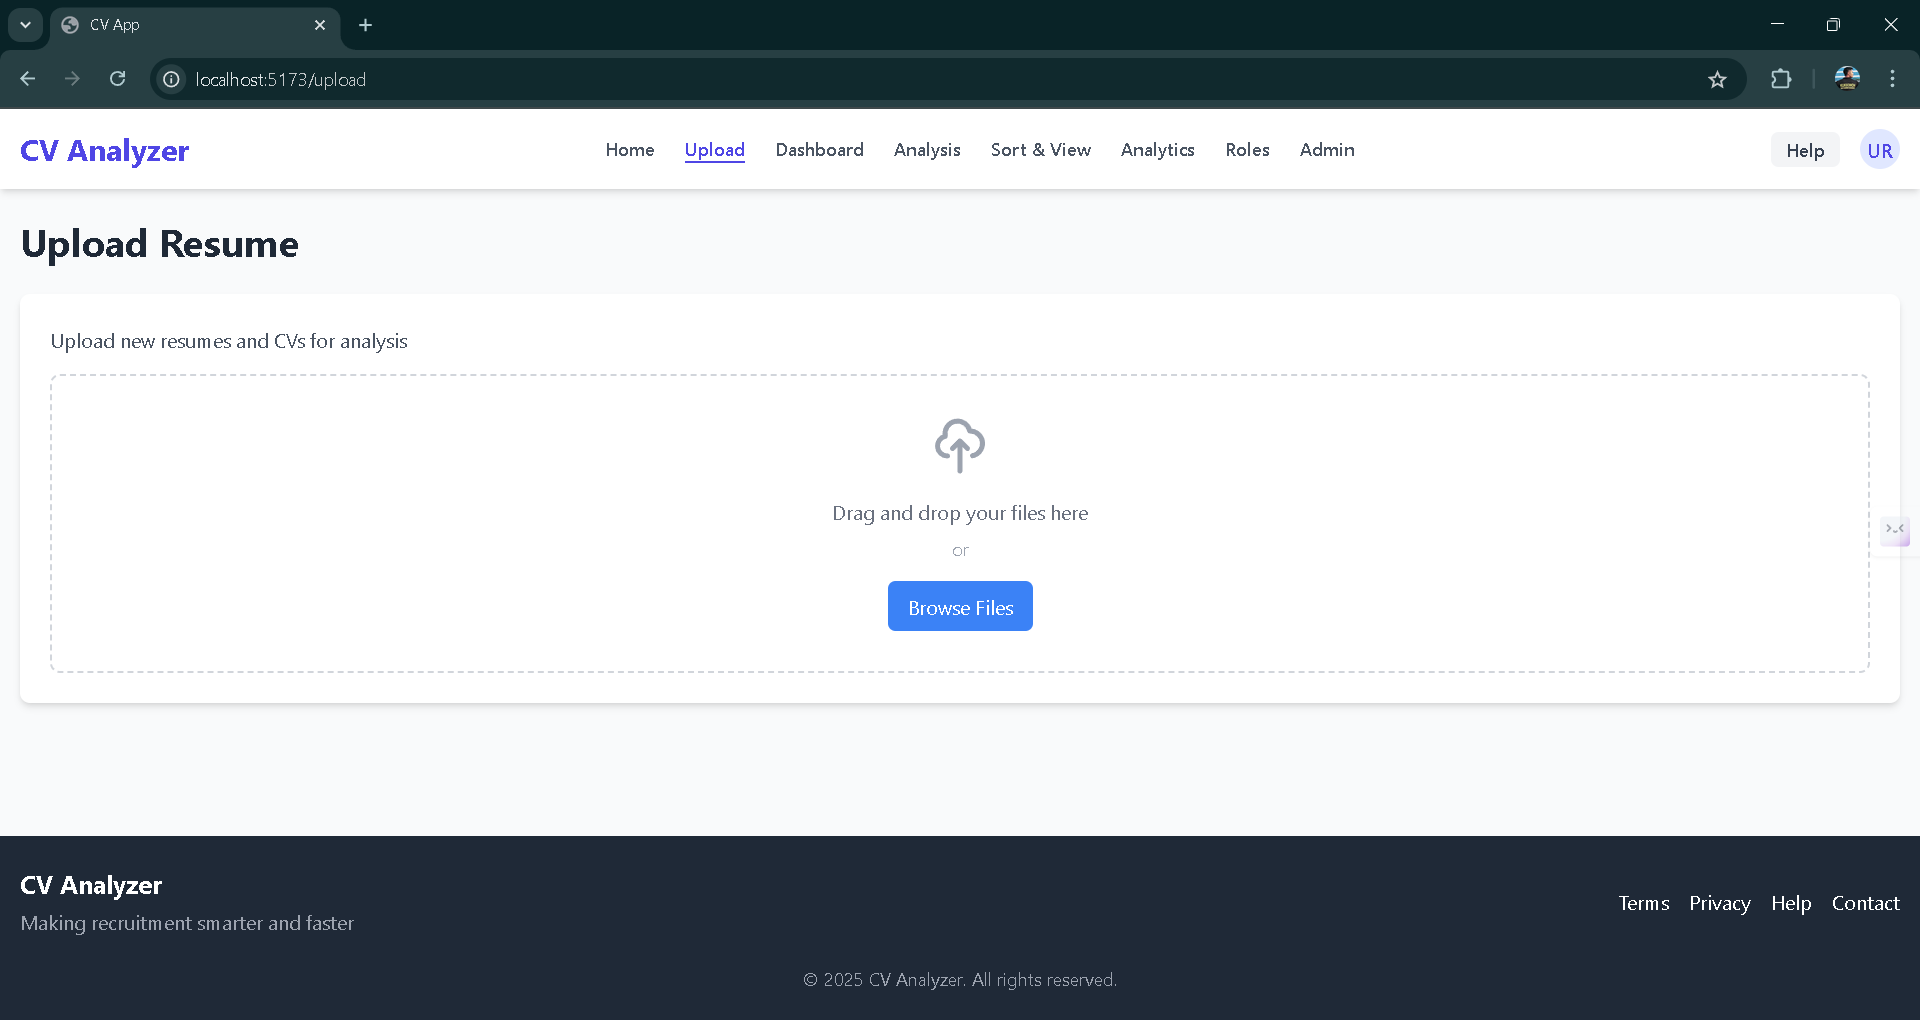 CV App
localhost:5173/upload
CV Analyzer
Home Upload Dashboard Analysis Sort & View Analytics Roles Admin
Help UR
Upload Resume
Upload new resumes and CVs for analysis
Drag and drop your files here
or
Browse Files
CV Analyzer
Making recruitment smarter and faster
Terms Privacy Help Contact
© 2025 CV Analyzer. All rights reserved.